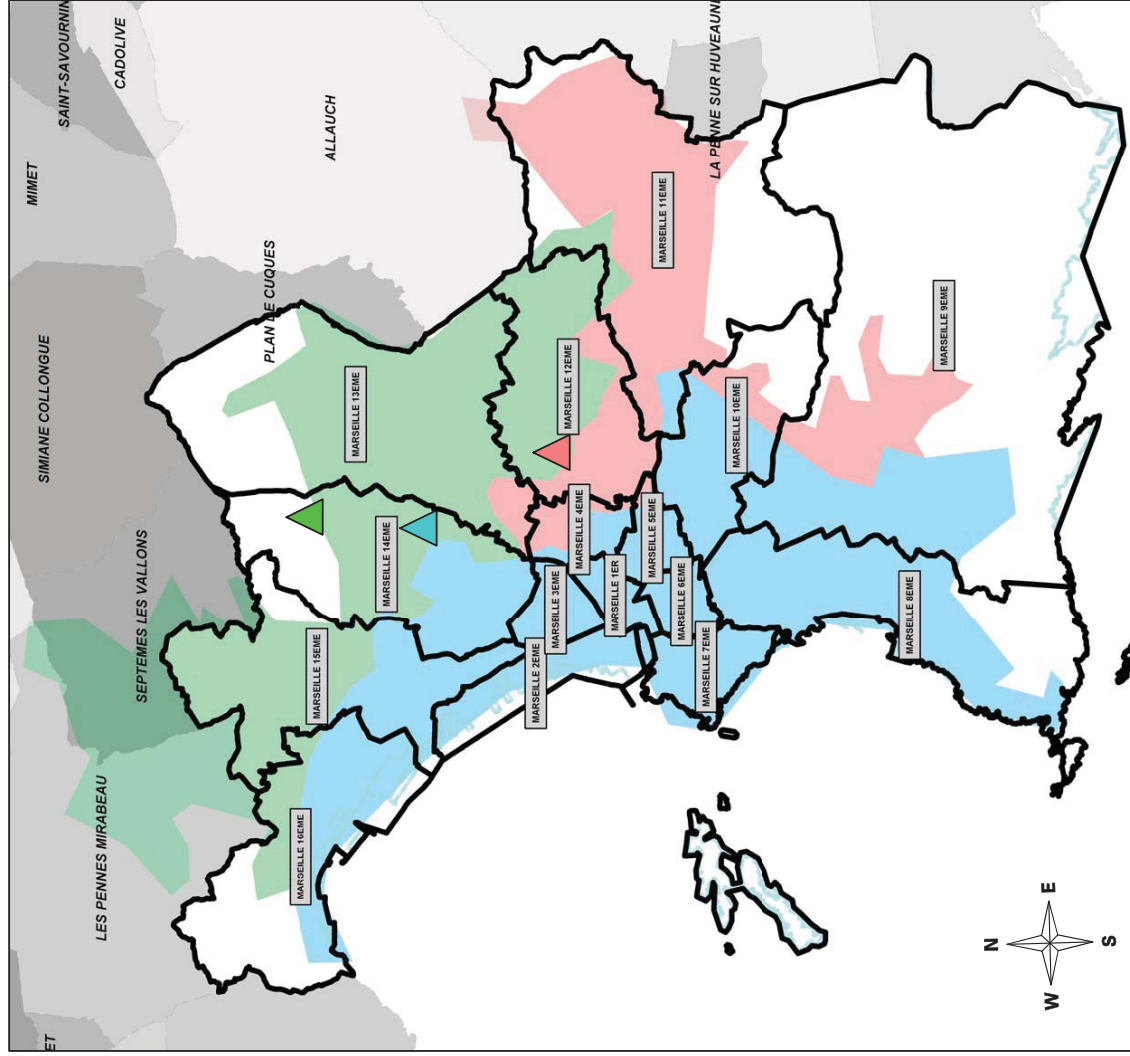 SAINT-SAVOURNIN
CADOLIVE
MIMET
ALLAUCH
SIMIANE COLLONGUE
PLAN DE CUQUES
LA PENNE SUR HUVEAUN
SEPTEMES LES VALLONS
LES PENNES MIRABEAU
ET
MARSEILLE 11EME
MARSEILLE 9EME
MARSEILLE 12EME
MARSEILLE 13EME
MARSEILLE 10EME
MARSEILLE 4EME
MARSEILLE 5EME
MARSEILLE 14EME
MARSEILLE 1ER
MARSEILLE 3EME
MARSEILLE 6EME
MARSEILLE 8EME
MARSEILLE 7EME
MARSEILLE 2EME
MARSEILLE 15EME
MARSEILLE 16EME
N
W
E
S